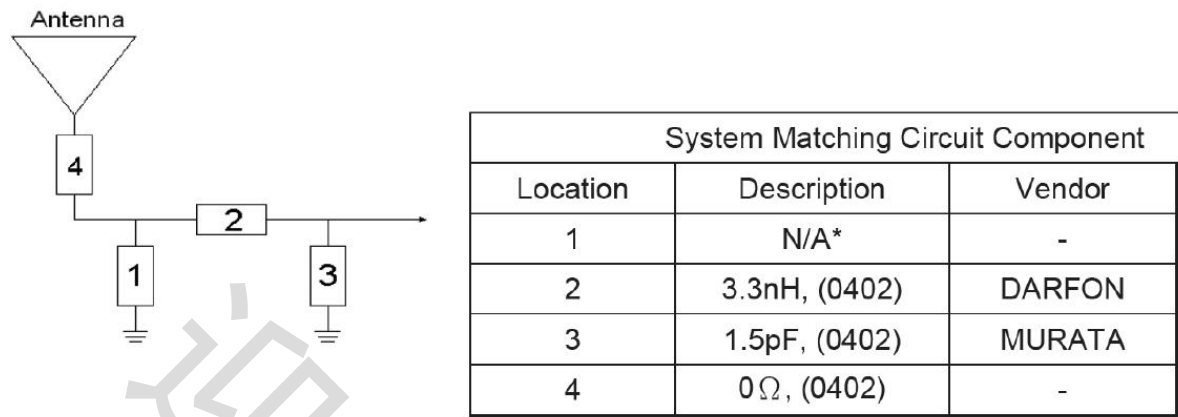 Antenna
4
2
1
3
System Matching Circuit Component
Location Description Vendor
1 N/A* -
2 3.3nH, (0402) DARFON
3 1.5pF, (0402) MURATA
4 0Ω, (0402) -